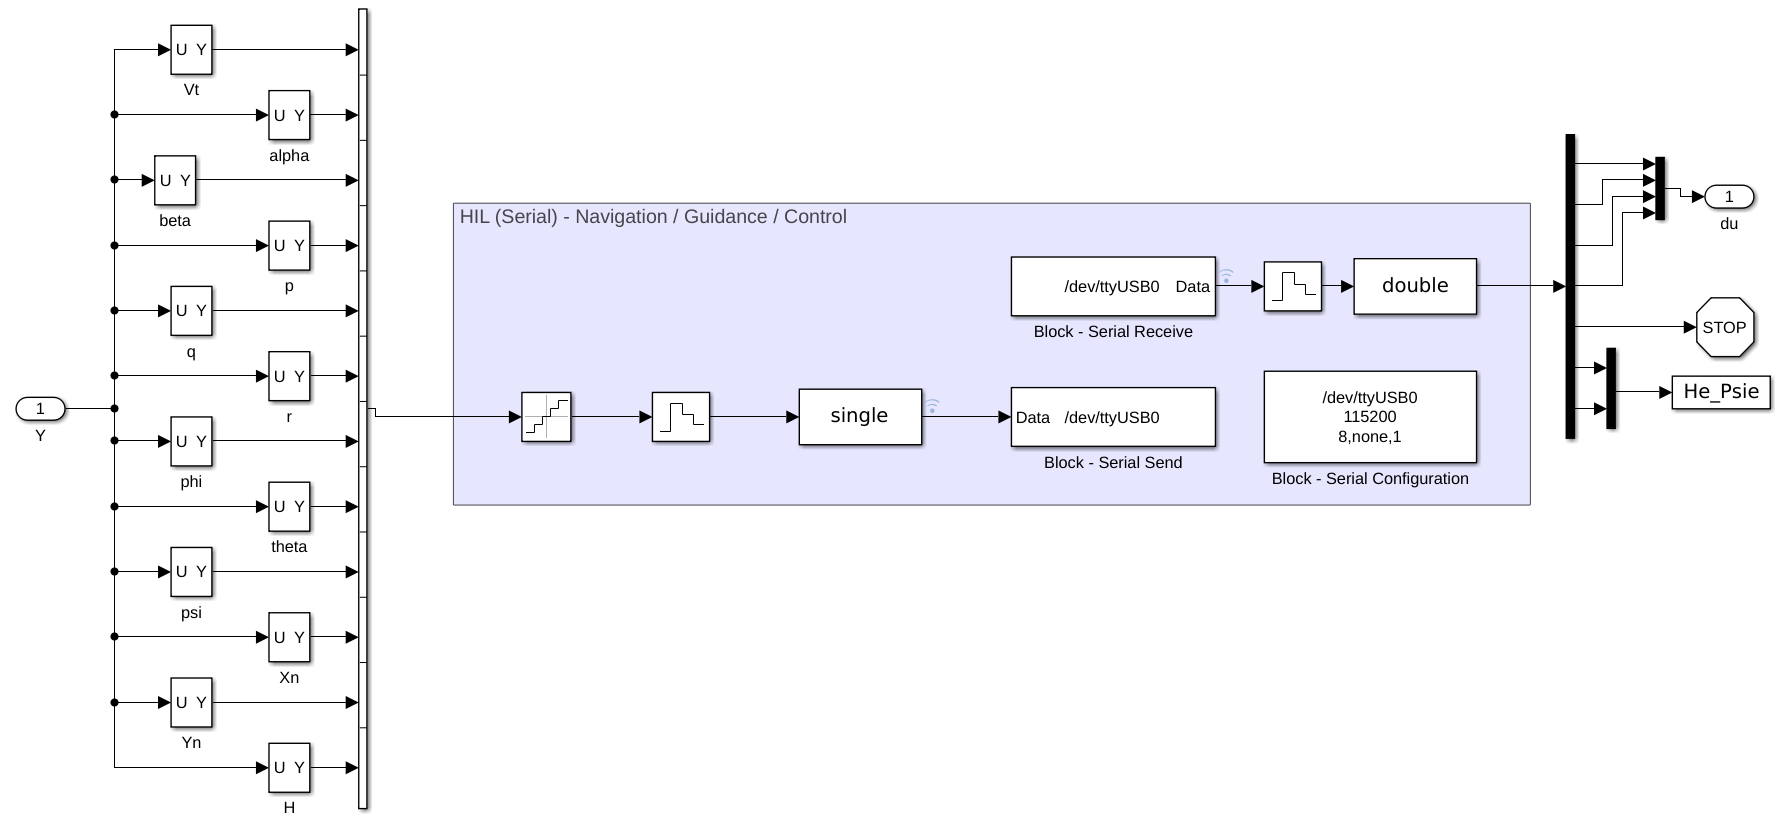 1
Y
U Y
Vt
U Y
alpha
U Y
beta
U Y
p
U Y
q
U Y
r
U Y
phi
U Y
theta
U Y
psi
U Y
Xn
U Y
Yn
U Y
H
HIL (Serial) - Navigation / Guidance / Control
/dev/ttyUSB0 Data
Block - Serial Receive
double
single
Data /dev/ttyUSB0
Block - Serial Send
/dev/ttyUSB0
115200
8,none,1
Block - Serial Configuration
1
du
STOP
He_Psie